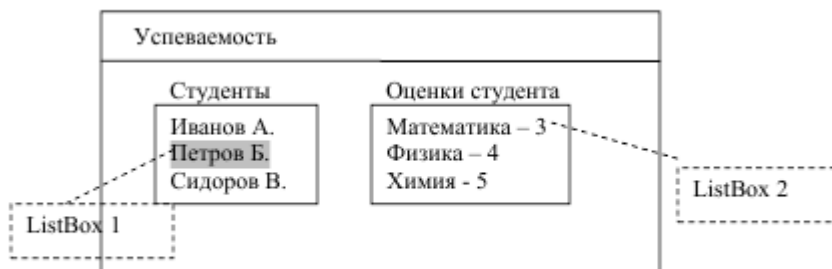 Успеваемость
Студенты
Оценки студента
Иванов А.
Математика – 3
Петров Б.
Физика – 4
Сидоров В.
Химия - 5
ListBox 1
ListBox 2